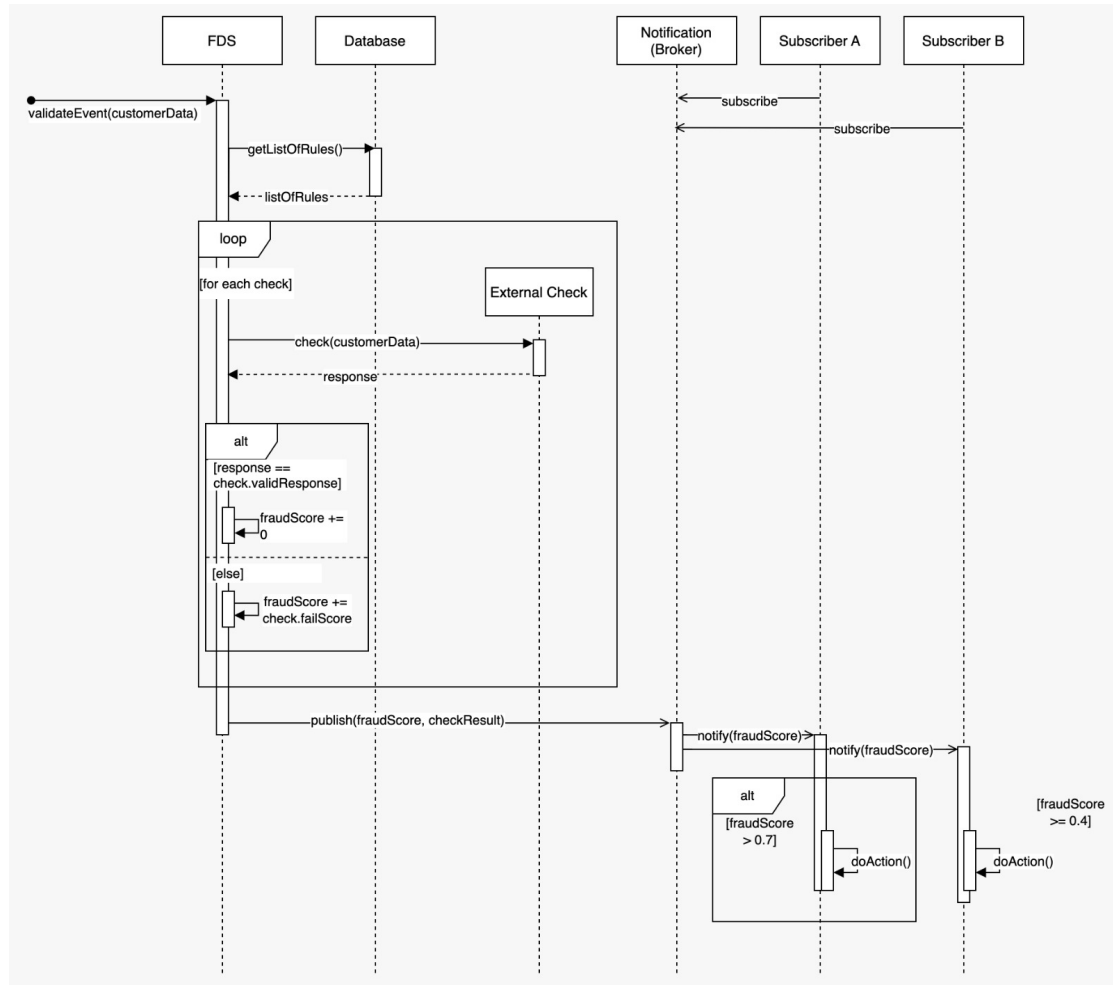 FDS
Database
Notification
(Broker)
Subscriber A
Subscriber B
validateEvent(customerData)
subscribe
subscribe
getListOfRules()
listOfRules
loop
[for each check]
External Check
check(customerData)
response
alt
[response ==
check.validResponse]
fraudScore +=
0
[else]
fraudScore +=
check.failScore
publish(fraudScore, checkResult)
notify(fraudScore)
notify(fraudScore)
alt
[fraudScore
> 0.7]
[fraudScore
>= 0.4]
doAction()
doAction()